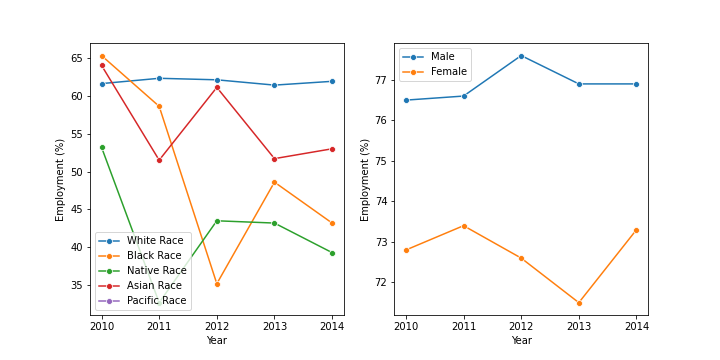 65
60
55
50
45
40
35
Employment (%)
White Race
Black Race
Native Race
Asian Race
Pacific Race
2010 2011 2012 2013 2014
Year
77
76
75
74
73
72
Employment (%)
Male
Female
2010 2011 2012 2013 2014
Year